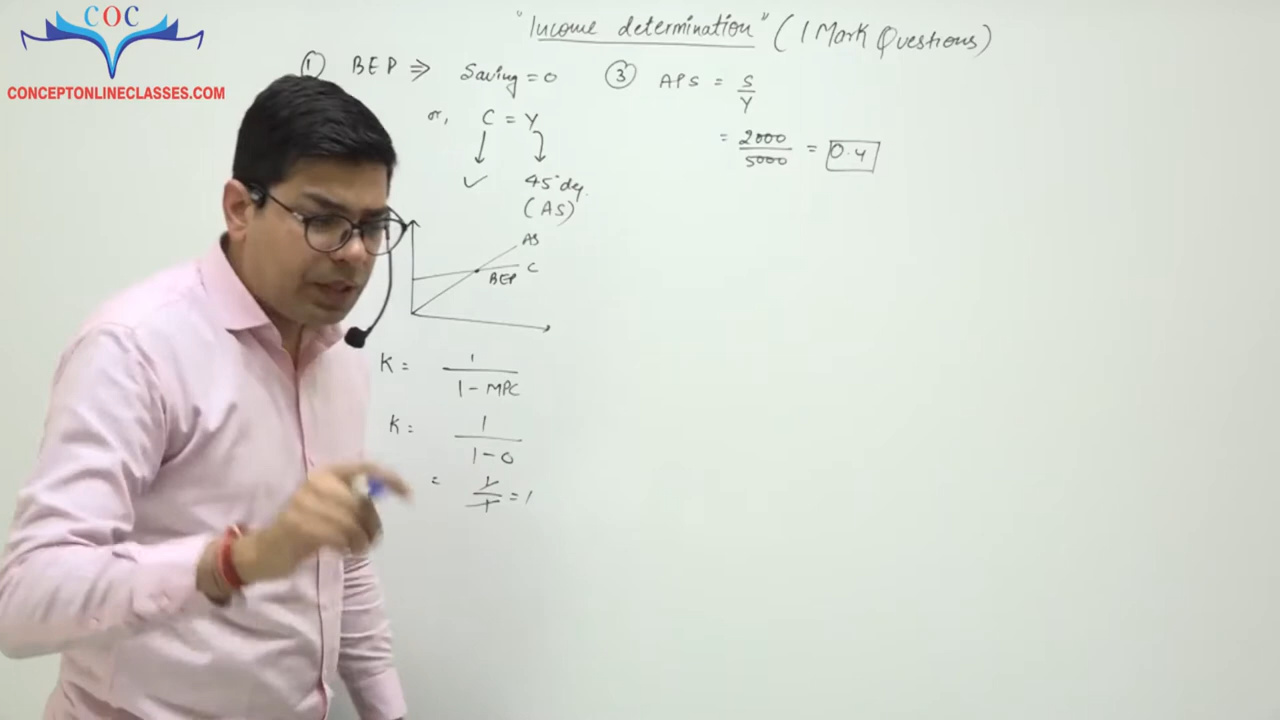 COC
CONCEPTONLINECLASSES.COM
"Income determination" (1 Mark Questions)
① BEP ⇒ Saving = 0
or, C = Y
↓ ↓
✓ 45° deg.
(AS)
AS
C
BEP
K = 1 / 1 - MPC
K = 1 / 1 - 0
= 1 / 1 = 1
③ APS = S / Y
= 2000 / 5000 = 0.4